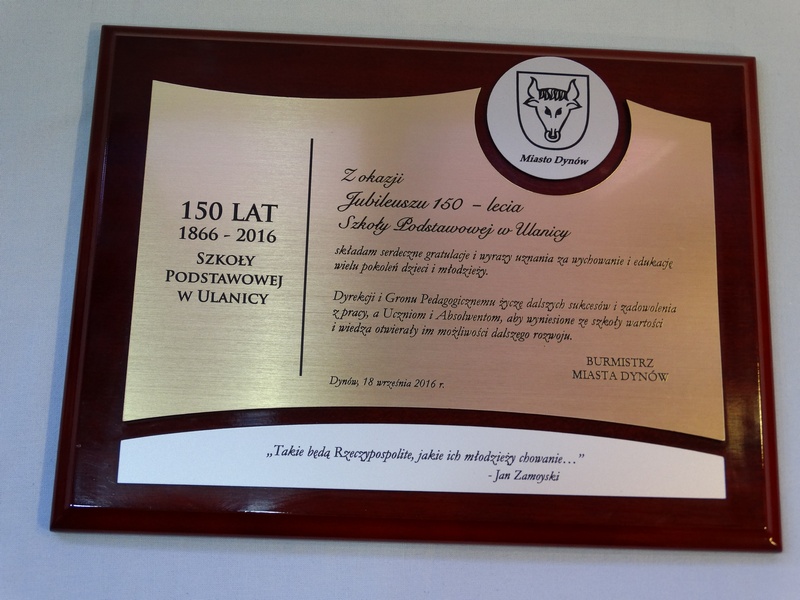 Miasto Dynów
150 LAT
1866 - 2016
SZKOŁY
PODSTAWOWEJ
W ULANICY
Z okazji
Jubileuszu 150 – lecia
Szkoły Podstawowej w Ulanicy
składam serdeczne gratulacje i wyrazy uznania za wychowanie i edukację
wielu pokoleń dzieci i młodzieży.
Dyrekcji i Gronu Pedagogicznemu życzę dalszych sukcesów i zadowolenia
z pracy, a Uczniom i Absolwentom, aby wyniesione ze szkoły wartości
i wiedza otwierały im możliwości dalszego rozwoju.
BURMISTRZ
MIASTA DYNÓW
Dynów, 18 września 2016 r.
„Takie będą Rzeczypospolite, jakie ich młodzieży chowanie…”
- Jan Zamoyski